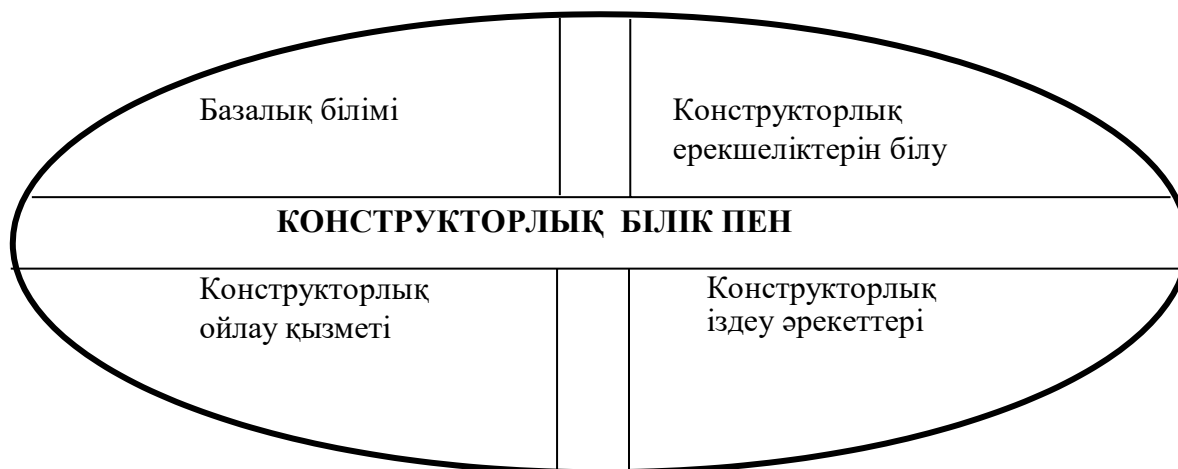 Базалық білімі
Конструкторлық
ерекшеліктерін білу
КОНСТРУКТОРЛЫҚ БІЛІК ПЕН
Конструкторлық
ойлау қызметі
Конструкторлық
іздеу әрекеттері